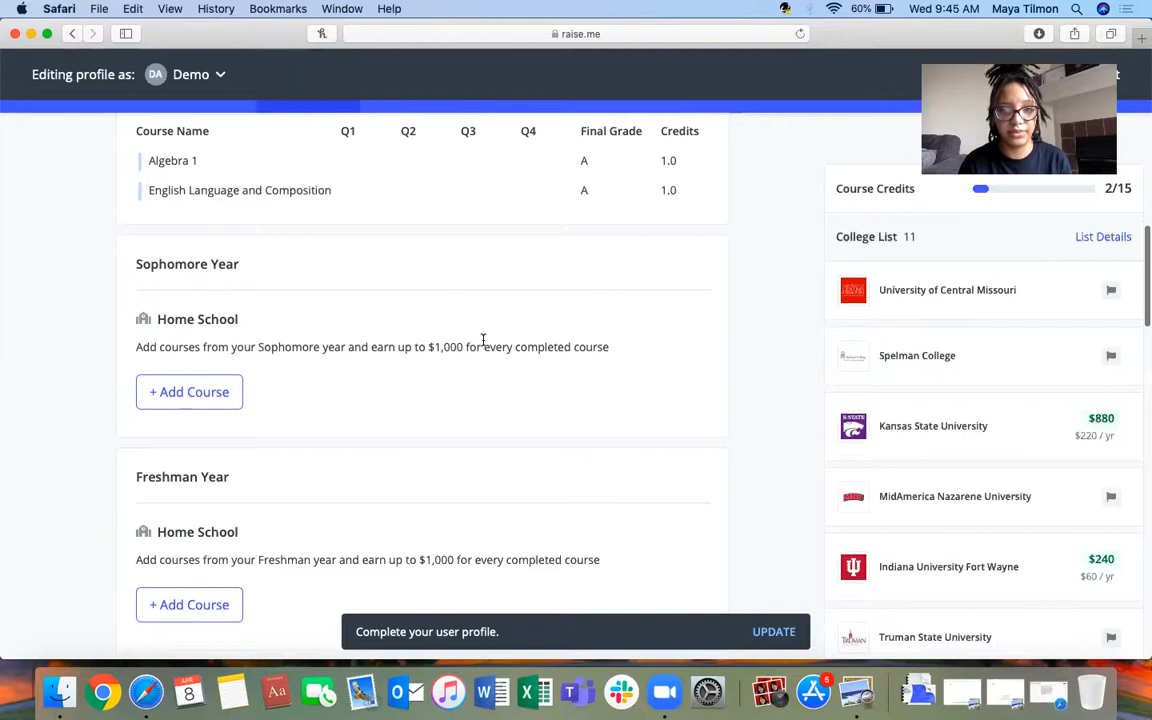 Safari File Edit View History Bookmarks Window Help 60% Wed 9:45 AM Maya Tilmon
raise.me
Editing profile as: DA Demo
Course Name Q1 Q2 Q3 Q4 Final Grade Credits
Algebra 1 A 1.0
English Language and Composition A 1.0
Course Credits 2/15
College List 11 List Details
Sophomore Year
University of Central Missouri
Home School
Add courses from your Sophomore year and earn up to $1,000 for every completed course
Spelman College
+ Add Course
Kansas State University $880
$220 / yr
Freshman Year
MidAmerica Nazarene University
Home School
Add courses from your Freshman year and earn up to $1,000 for every completed course
Indiana University Fort Wayne $240
$60 / yr
+ Add Course
Complete your user profile. UPDATE
Truman State University
APR
8
6